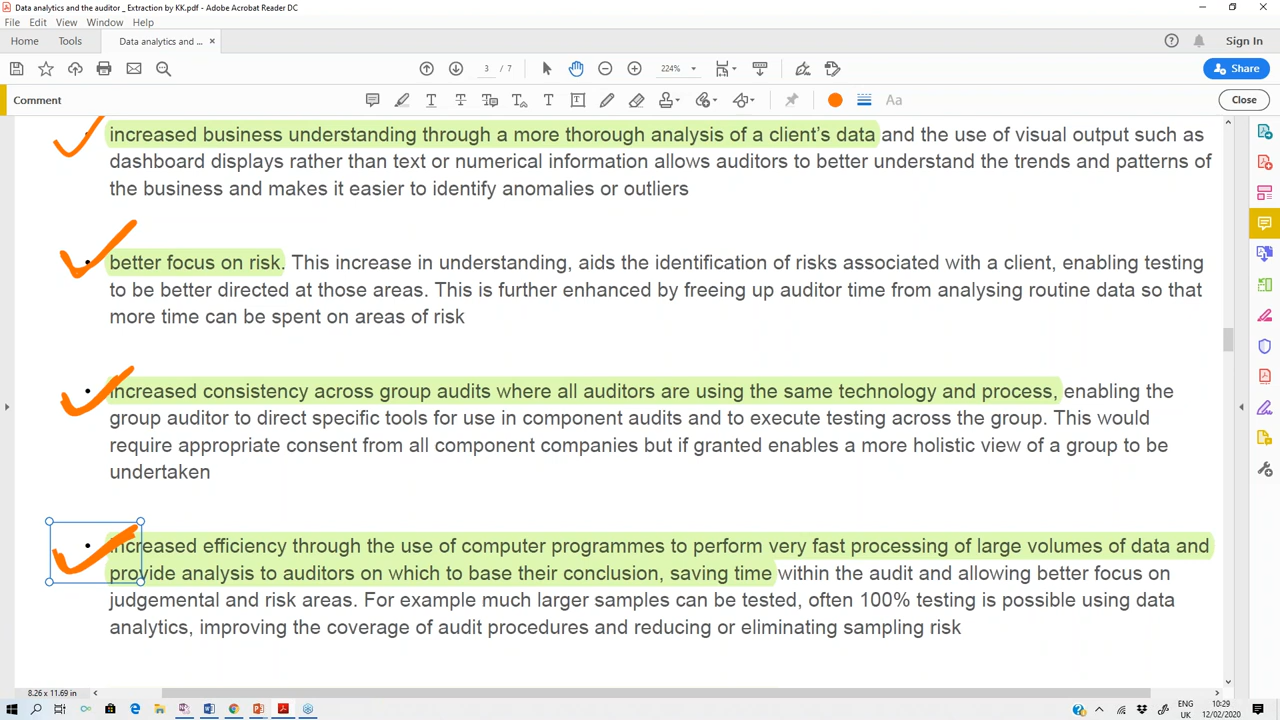 Data analytics and the auditor _ Extraction by KK.pdf - Adobe Acrobat Reader DC
File Edit View Window Help
Home Tools Data analytics and ... × Sign In
3 / 7 224% Share
Comment Aa Close
increased business understanding through a more thorough analysis of a client's data and the use of visual output such as
dashboard displays rather than text or numerical information allows auditors to better understand the trends and patterns of
the business and makes it easier to identify anomalies or outliers
• better focus on risk. This increase in understanding, aids the identification of risks associated with a client, enabling testing
to be better directed at those areas. This is further enhanced by freeing up auditor time from analysing routine data so that
more time can be spent on areas of risk
• increased consistency across group audits where all auditors are using the same technology and process, enabling the
group auditor to direct specific tools for use in component audits and to execute testing across the group. This would
require appropriate consent from all component companies but if granted enables a more holistic view of a group to be
undertaken
• increased efficiency through the use of computer programmes to perform very fast processing of large volumes of data and
provide analysis to auditors on which to base their conclusion, saving time within the audit and allowing better focus on
judgemental and risk areas. For example much larger samples can be tested, often 100% testing is possible using data
analytics, improving the coverage of audit procedures and reducing or eliminating sampling risk
8.26 x 11.69 in
ENG 10:29
UK 12/02/2020